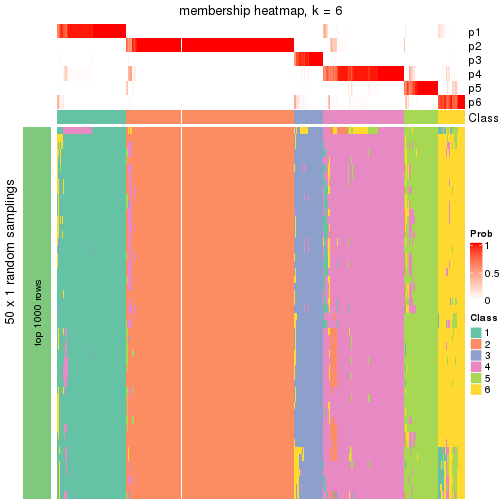 membership heatmap, k = 6
p1
p2
p3
p4
p5
p6
Class
50 x 1 random samplings
top 1000 rows
Prob
1
0.5
0
Class
1
2
3
4
5
6